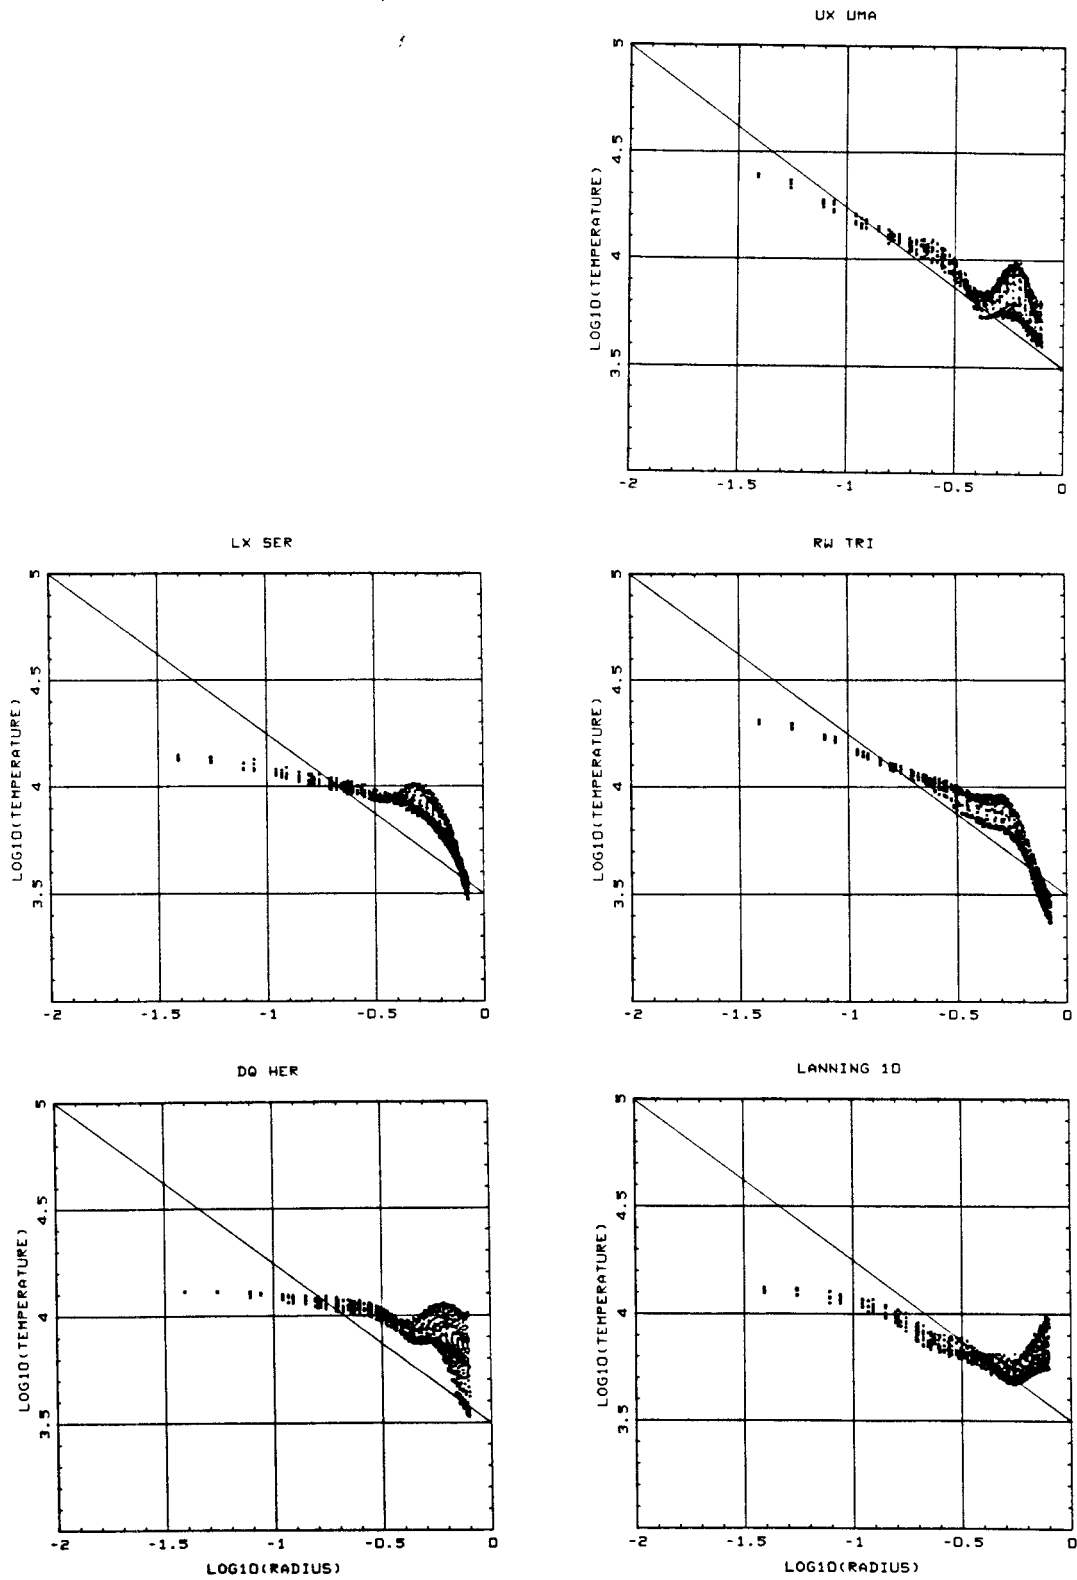 UX UMA
5
4.5
4
3.5
LOG10(TEMPERATURE)
-2 -1.5 -1 -0.5 0
LX SER
5
4.5
4
3.5
LOG10(TEMPERATURE)
-2 -1.5 -1 -0.5 0
RW TRI
5
4.5
4
3.5
LOG10(TEMPERATURE)
-2 -1.5 -1 -0.5 0
DQ HER
5
4.5
4
3.5
LOG10(TEMPERATURE)
-2 -1.5 -1 -0.5 0
LOG10(RADIUS)
LANNING 10
5
4.5
4
3.5
LOG10(TEMPERATURE)
-2 -1.5 -1 -0.5 0
LOG10(RADIUS)